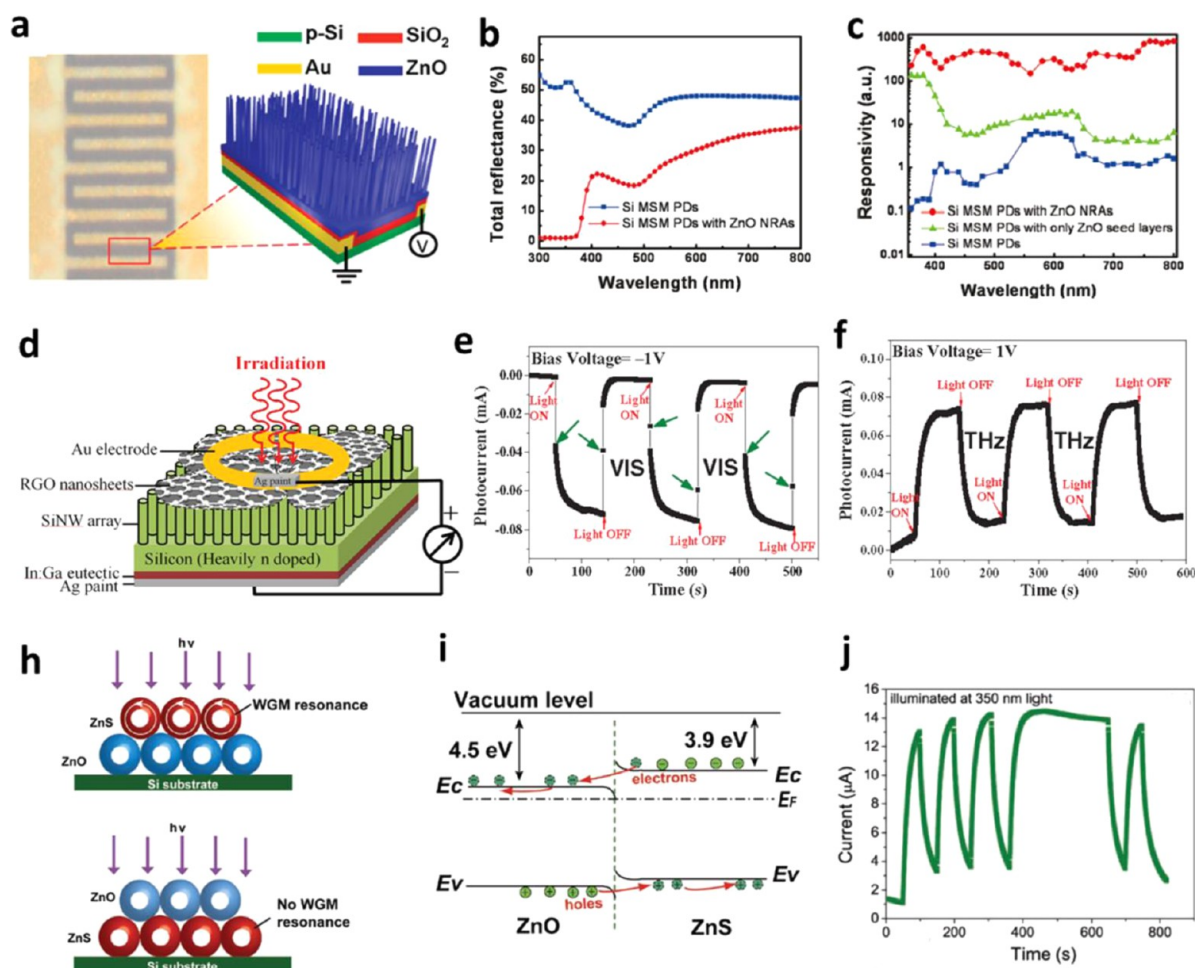 a
p-Si
SiO2
Au
ZnO
V
b
Total reflectance (%)
60
50
40
30
20
10
0
Si MSM PDs
Si MSM PDs with ZnO NRAs
300
400
500
600
700
800
Wavelength (nm)
c
Responsivity (a.u.)
1000
100
10
1
0.1
0.01
Si MSM PDs with ZnO NRAs
Si MSM PDs with only ZnO seed layers
Si MSM PDs
400
500
600
700
800
Wavelength (nm)
d
Irradiation
Au electrode
RGO nanosheets
SiNW array
Ag paint
Silicon (Heavily n doped)
In:Ga eutectic
Ag paint
+
−
e
Bias Voltage= −1V
Photocurrent (mA)
0.00
-0.02
-0.04
-0.06
-0.08
Light
ON
Light
ON
Light
ON
VIS
VIS
Light OFF
Light OFF
Light OFF
0
100
200
300
400
500
Time (s)
f
Bias Voltage= 1V
Photocurrent (mA)
0.10
0.08
0.06
0.04
0.02
0.00
Light OFF
Light OFF
Light OFF
THz
THz
Light
ON
Light
ON
Light
ON
0
100
200
300
400
500
600
Time (s)
h
hν
ZnS
WGM resonance
ZnO
Si substrate
hν
ZnO
No WGM
resonance
ZnS
Si substrate
i
Vacuum level
4.5 eV
3.9 eV
electrons
Ec
Ec
EF
Ev
Ev
holes
ZnO
ZnS
j
illuminated at 350 nm light
Current (μA)
16
14
12
10
8
6
4
2
0
0
200
400
600
800
Time (s)